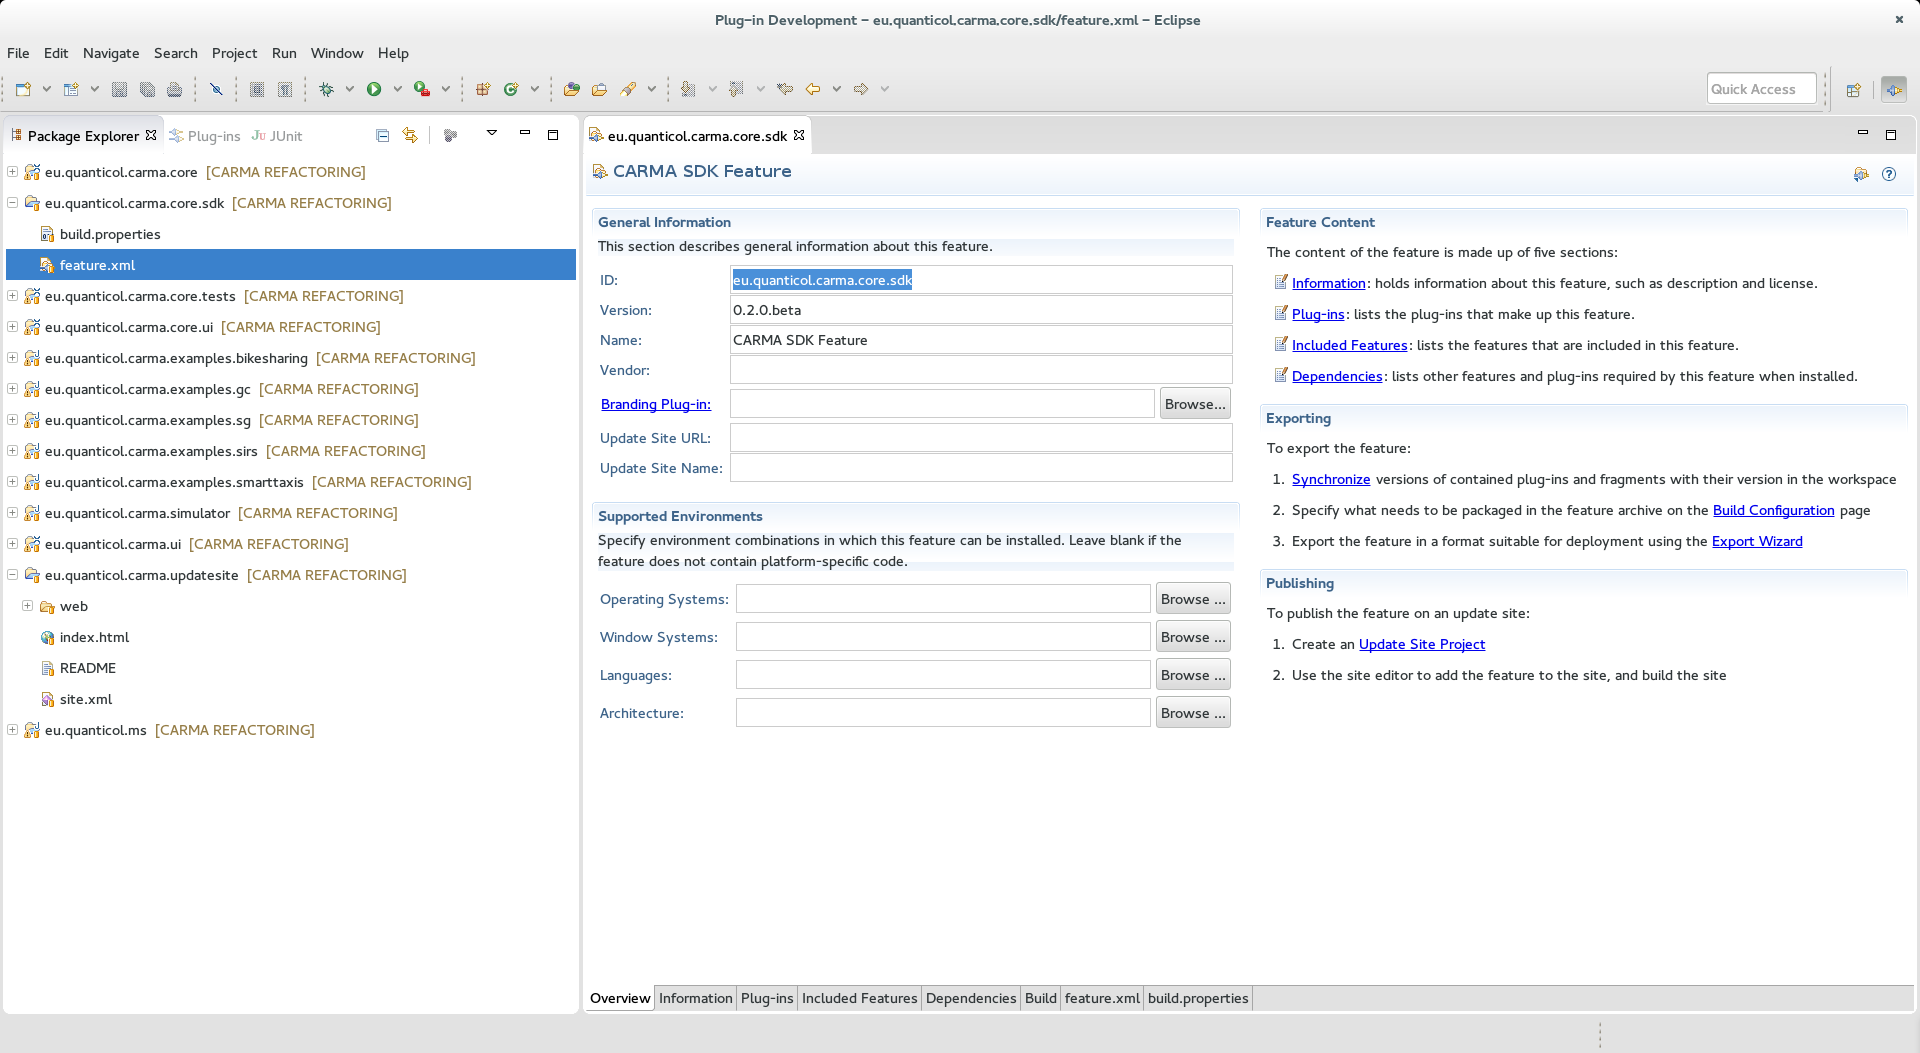 Plug-in Development - eu.quanticol.carma.core.sdk/feature.xml - Eclipse
File Edit Navigate Search Project Run Window Help
Quick Access
Package Explorer Plug-ins JUnit
eu.quanticol.carma.core [CARMA REFACTORING]
eu.quanticol.carma.core.sdk [CARMA REFACTORING]
build.properties
feature.xml
eu.quanticol.carma.core.tests [CARMA REFACTORING]
eu.quanticol.carma.core.ui [CARMA REFACTORING]
eu.quanticol.carma.examples.bikesharing [CARMA REFACTORING]
eu.quanticol.carma.examples.gc [CARMA REFACTORING]
eu.quanticol.carma.examples.sg [CARMA REFACTORING]
eu.quanticol.carma.examples.sirs [CARMA REFACTORING]
eu.quanticol.carma.examples.smarttaxis [CARMA REFACTORING]
eu.quanticol.carma.simulator [CARMA REFACTORING]
eu.quanticol.carma.ui [CARMA REFACTORING]
eu.quanticol.carma.updatesite [CARMA REFACTORING]
web
index.html
README
site.xml
eu.quanticol.ms [CARMA REFACTORING]
eu.quanticol.carma.core.sdk
CARMA SDK Feature
General Information
This section describes general information about this feature.
ID: eu.quanticol.carma.core.sdk
Version: 0.2.0.beta
Name: CARMA SDK Feature
Vendor:
Branding Plug-in: Browse...
Update Site URL:
Update Site Name:
Supported Environments
Specify environment combinations in which this feature can be installed. Leave blank if the
feature does not contain platform-specific code.
Operating Systems: Browse ...
Window Systems: Browse ...
Languages: Browse ...
Architecture: Browse ...
Feature Content
The content of the feature is made up of five sections:
Information: holds information about this feature, such as description and license.
Plug-ins: lists the plug-ins that make up this feature.
Included Features: lists the features that are included in this feature.
Dependencies: lists other features and plug-ins required by this feature when installed.
Exporting
To export the feature:
1. Synchronize versions of contained plug-ins and fragments with their version in the workspace
2. Specify what needs to be packaged in the feature archive on the Build Configuration page
3. Export the feature in a format suitable for deployment using the Export Wizard
Publishing
To publish the feature on an update site:
1. Create an Update Site Project
2. Use the site editor to add the feature to the site, and build the site
Overview Information Plug-ins Included Features Dependencies Build feature.xml build.properties